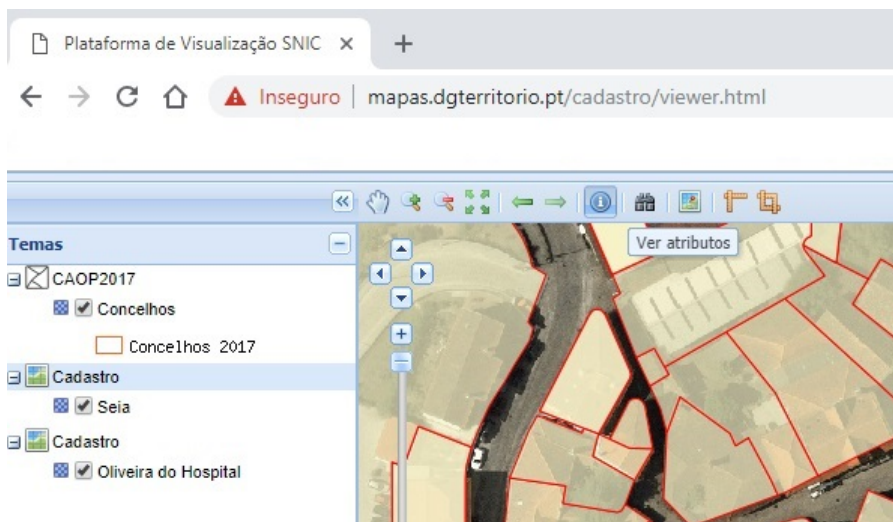 Plataforma de Visualização SNIC
Inseguro | mapas.dgterritorio.pt/cadastro/viewer.html
Ver atributos
Temas
CAOP2017
Concelhos
Concelhos 2017
Cadastro
Seia
Cadastro
Oliveira do Hospital